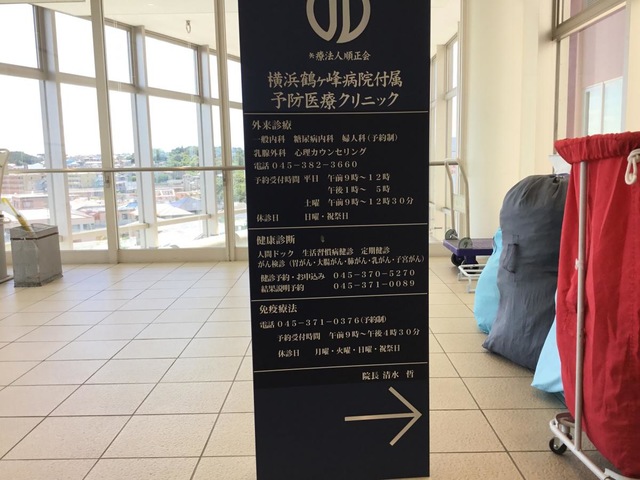 医療法人順正会
横浜鶴ヶ峰病院付属
予防医療クリニック
外来診療
一般内科 糖尿病内科 婦人科(予約制)
乳腺外科 心理カウンセリング
電話 045-382-3660
予約受付時間 平日 午前9時〜12時
午後1時〜 5時
土曜 午前9時〜12時30分
休診日 日曜・祝祭日
健康診断
人間ドック 生活習慣病健診 定期健診
がん検診(胃がん・大腸がん・肺がん・乳がん・子宮がん)
健診予約・お申込み 045-370-5270
結果説明予約 045-371-0089
免疫療法
電話 045-371-0376(予約制)
予約受付時間 午前9時〜午後4時30分
休診日 月曜・火曜・日曜・祝祭日
院長 清水 哲